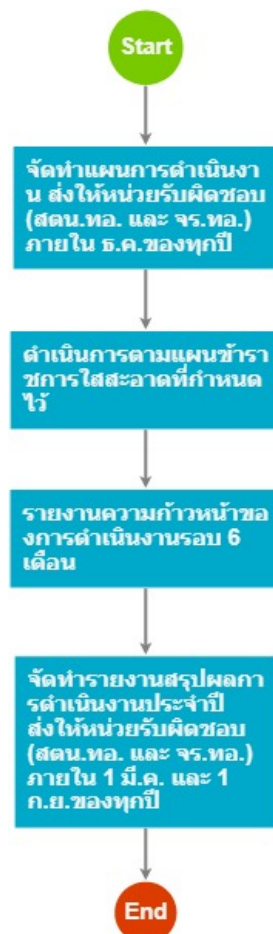 Start
จัดทำแผนการดำเนินงา
น ส่งให้หน่วยรับผิดชอบ
(สตน.ทอ. และ จร.ทอ.)
ภายใน ธ.ค.ของทุกปี
ดำเนินการตามแผนข้ารา
ชการใสสะอาดที่กำหนด
ไว้
รายงานความก้าวหน้าขอ
งการดำเนินงานรอบ 6
เดือน
จัดทำรายงานสรุปผลกา
รดำเนินงานประจำปี
ส่งให้หน่วยรับผิดชอบ
(สตน.ทอ. และ จร.ทอ.)
ภายใน 1 มี.ค. และ 1
ก.ย.ของทุกปี
End